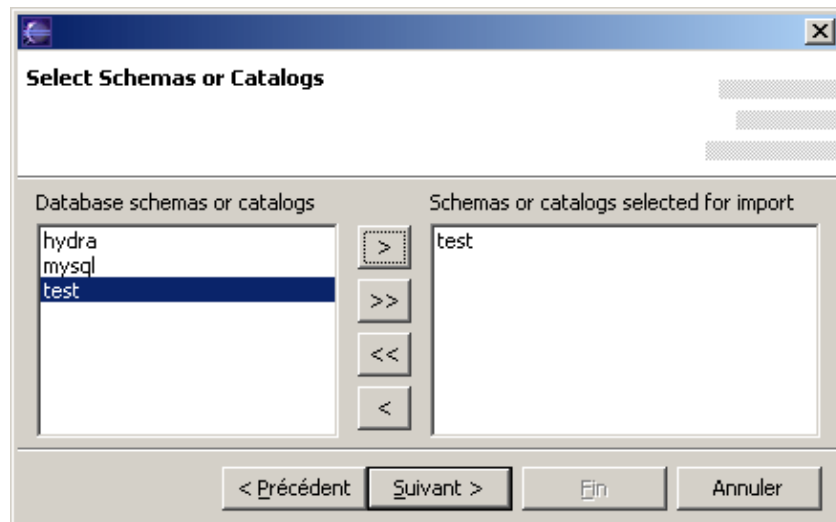 Select Schemas or Catalogs
Database schemas or catalogs
Schemas or catalogs selected for import
hydra
mysql
test
>
>>
<<
<
test
< Précédent
Suivant >
Fin
Annuler